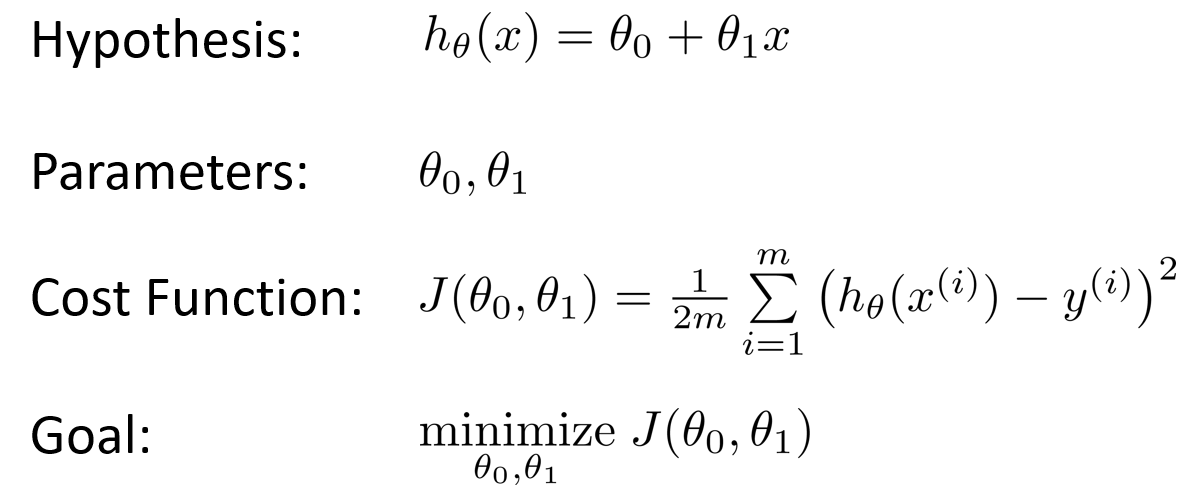 Hypothesis: $h_\theta(x) = \theta_0 + \theta_1 x$
Parameters: $\theta_0, \theta_1$
Cost Function: $J(\theta_0, \theta_1) = \frac{1}{2m} \sum_{i=1}^{m} \left(h_\theta(x^{(i)}) - y^{(i)}\right)^2$
Goal: $\underset{\theta_0, \theta_1}{\text{minimize}} \; J(\theta_0, \theta_1)$